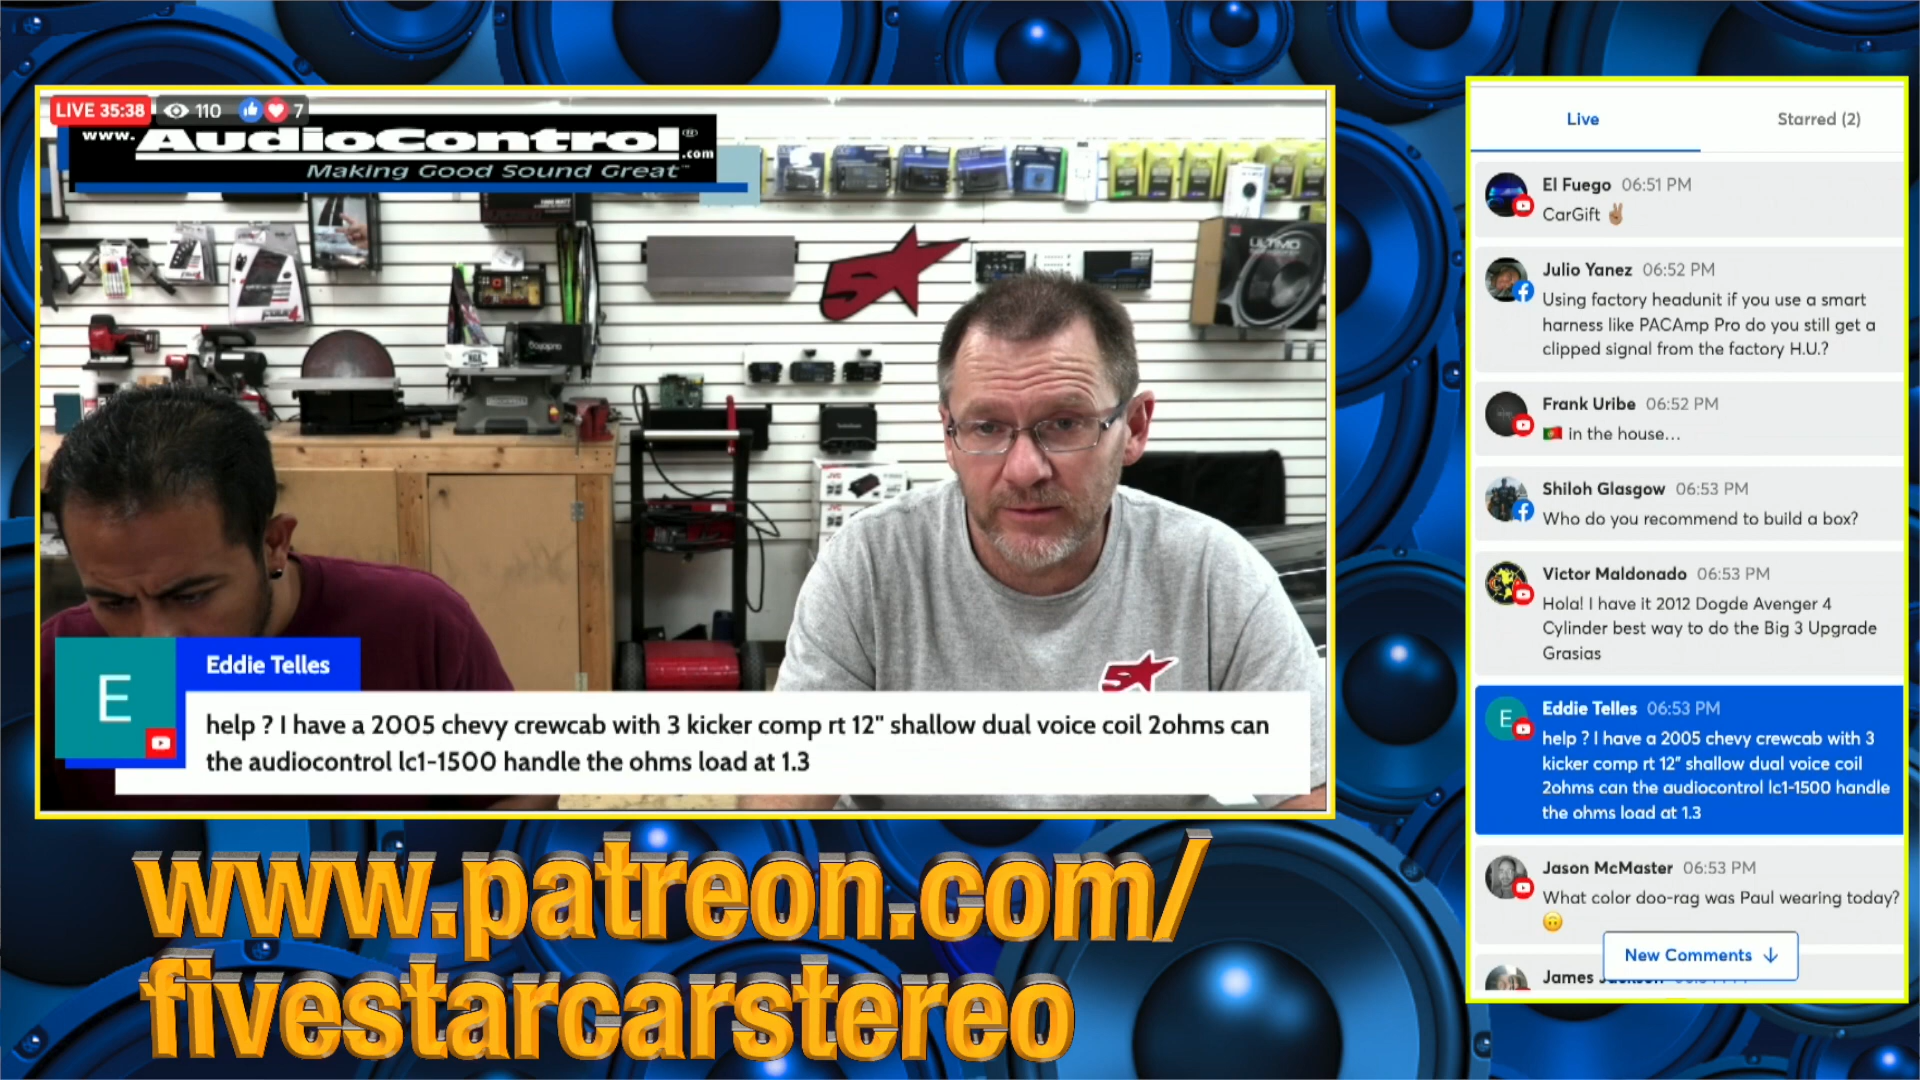 LIVE 35:38 110 7
www.AudioControl®.com
Making Good Sound Great™
ULTIMO
JVC
JVC
5
5
E
Eddie Telles
help ? I have a 2005 chevy crewcab with 3 kicker comp rt 12" shallow dual voice coil 2ohms can
the audiocontrol lc1-1500 handle the ohms load at 1.3
www.patreon.com/
fivestarcarstereo
Live Starred (2)
El Fuego 06:51 PM
CarGift ✌🏽
Julio Yanez 06:52 PM
Using factory headunit if you use a smart
harness like PACAmp Pro do you still get a
clipped signal from the factory H.U.?
Frank Uribe 06:52 PM
🇵🇹 in the house...
Shiloh Glasgow 06:53 PM
Who do you recommend to build a box?
Victor Maldonado 06:53 PM
Hola! I have it 2012 Dogde Avenger 4
Cylinder best way to do the Big 3 Upgrade
Grasias
E
Eddie Telles 06:53 PM
help ? I have a 2005 chevy crewcab with 3
kicker comp rt 12" shallow dual voice coil
2ohms can the audiocontrol lc1-1500 handle
the ohms load at 1.3
Jason McMaster 06:53 PM
What color doo-rag was Paul wearing today?
🙃
New Comments ↓
James